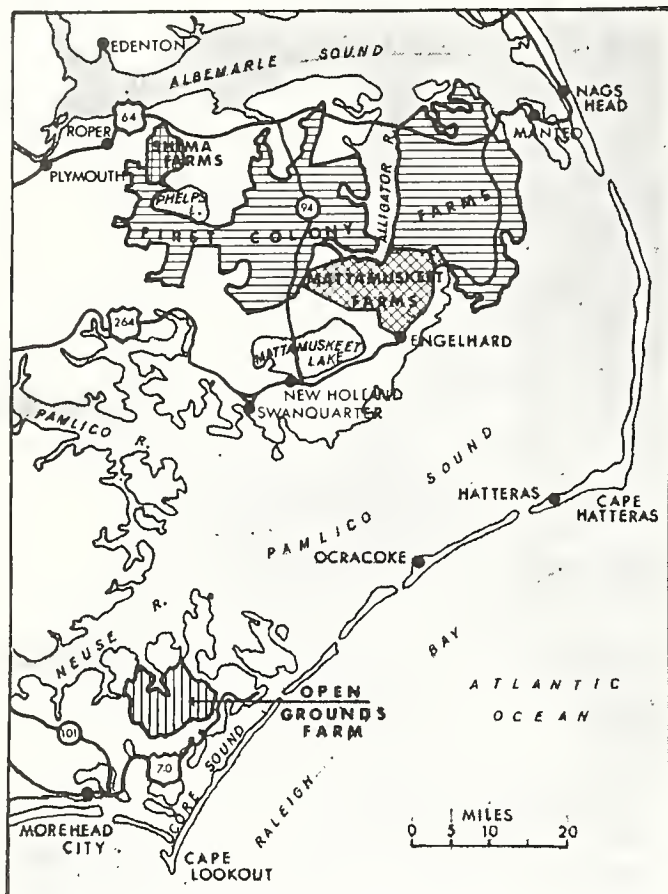 EDENTON
ALBEMARLE SOUND
NAGS
HEAD
64
ROPER
MANTEO
SHIMA
FARMS
PLYMOUTH
PHELPS
L.
94
ALLIGATOR R.
FIRST COLONY FARMS
MATTAMUSKEET
FARMS
264
ENGELHARD
MATTAMUSKEET
LAKE
NEW HOLLAND
SWANQUARTER
PAMLICO R.
PAMLICO SOUND
HATTERAS
CAPE
HATTERAS
OCRACOKE
NEUSE R.
RALEIGH BAY
ATLANTIC
OCEAN
OPEN
GROUNDS
FARM
101
70
CORE SOUND
MOREHEAD
CITY
CAPE
LOOKOUT
MILES
0 5 10 20